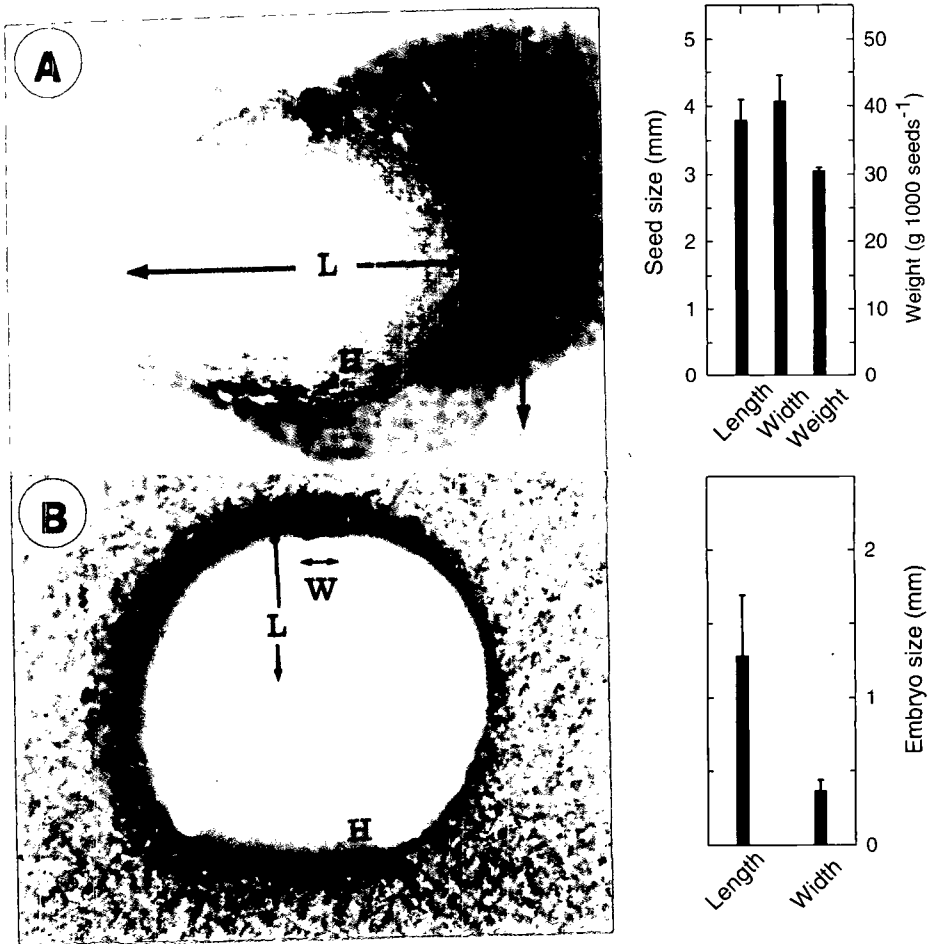 A
L
H
B
W
L
H
Seed size (mm)
5
4
3
2
1
0
50
40
30
20
10
0
Weight (g 1000 seeds-1)
Length
Width
Weight
2
1
0
Embryo size (mm)
Length
Width